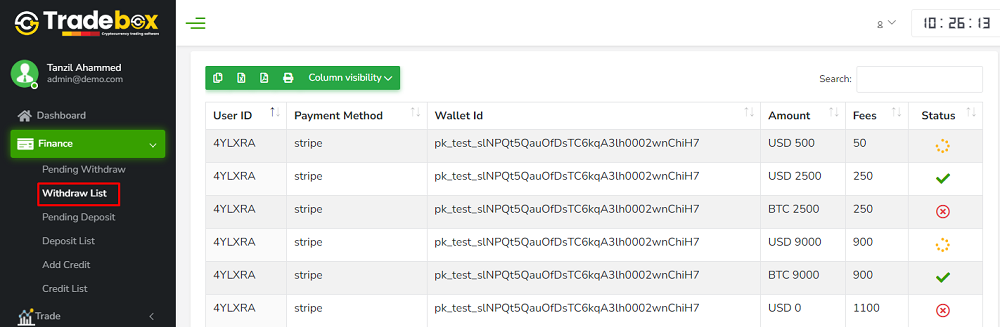 Tradebox
Cryptocurrency trading software
10:26:13
Tanzil Ahammed
admin@demo.com
Dashboard
Finance
Pending Withdraw
Withdraw List
Pending Deposit
Deposit List
Add Credit
Credit List
Trade
Column visibility
Search:
User ID Payment Method Wallet Id Amount Fees Status
4YLXRA stripe pk_test_slNPQt5QauOfDsTC6kqA3lh0002wnChiH7 USD 500 50
4YLXRA stripe pk_test_slNPQt5QauOfDsTC6kqA3lh0002wnChiH7 USD 2500 250
4YLXRA stripe pk_test_slNPQt5QauOfDsTC6kqA3lh0002wnChiH7 BTC 2500 250
4YLXRA stripe pk_test_slNPQt5QauOfDsTC6kqA3lh0002wnChiH7 USD 9000 900
4YLXRA stripe pk_test_slNPQt5QauOfDsTC6kqA3lh0002wnChiH7 BTC 9000 900
4YLXRA stripe pk_test_slNPQt5QauOfDsTC6kqA3lh0002wnChiH7 USD 0 1100